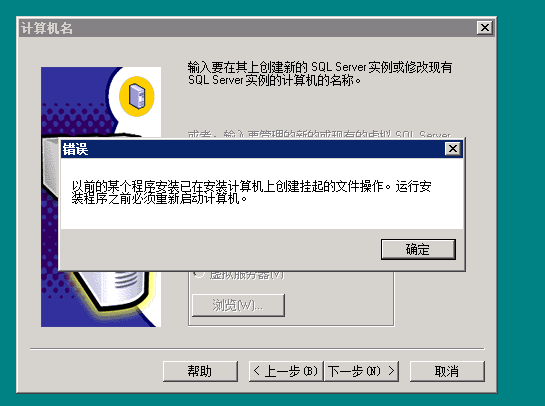 计算机名
输入要在其上创建新的 SQL Server 实例或修改现有
SQL Server 实例的计算机的名称。
或者，输入要管理的新的或现有的虚拟 SQL Server
错误
以前的某个程序安装已在安装计算机上创建挂起的文件操作。运行安
装程序之前必须重新启动计算机。
确定
虚拟服务器(V)
浏览(W)...
帮助
< 上一步(B)
下一步(N) >
取消